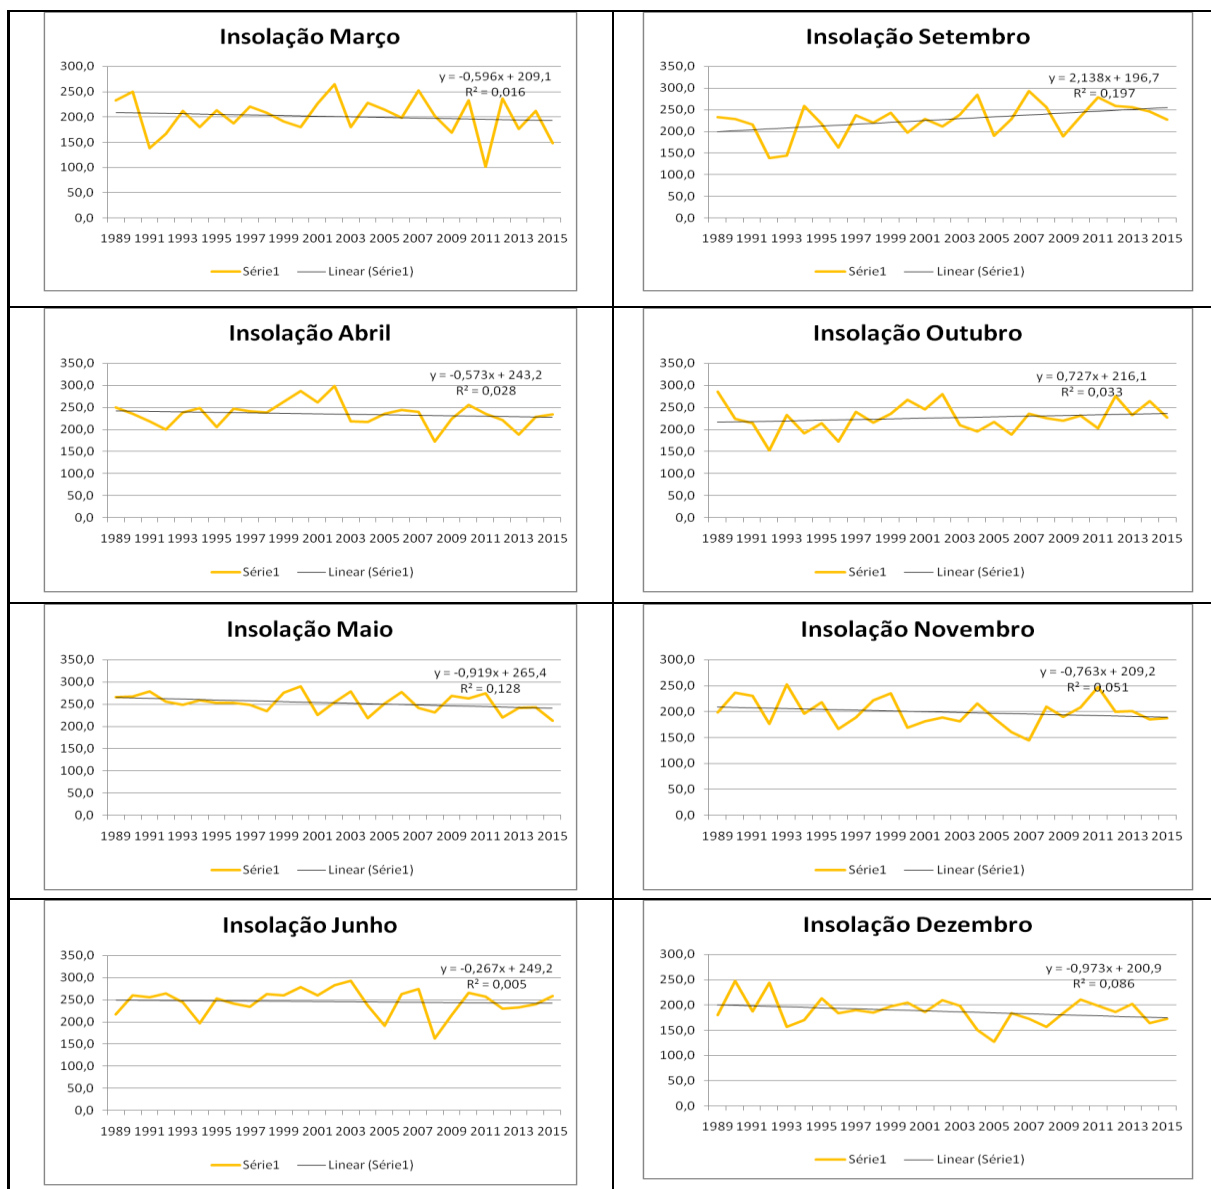 Insolação Março
y = -0,596x + 209,1
R² = 0,016
300,0
250,0
200,0
150,0
100,0
50,0
0,0
1989 1991 1993 1995 1997 1999 2001 2003 2005 2007 2009 2011 2013 2015
Série1 Linear (Série1)
Insolação Setembro
y = 2,138x + 196,7
R² = 0,197
350,0
300,0
250,0
200,0
150,0
100,0
50,0
0,0
1989 1991 1993 1995 1997 1999 2001 2003 2005 2007 2009 2011 2013 2015
Série1 Linear (Série1)
Insolação Abril
y = -0,573x + 243,2
R² = 0,028
350,0
300,0
250,0
200,0
150,0
100,0
50,0
0,0
1989 1991 1993 1995 1997 1999 2001 2003 2005 2007 2009 2011 2013 2015
Série1 Linear (Série1)
Insolação Outubro
y = 0,727x + 216,1
R² = 0,033
350,0
300,0
250,0
200,0
150,0
100,0
50,0
0,0
1989 1991 1993 1995 1997 1999 2001 2003 2005 2007 2009 2011 2013 2015
Série1 Linear (Série1)
Insolação Maio
y = -0,919x + 265,4
R² = 0,128
350,0
300,0
250,0
200,0
150,0
100,0
50,0
0,0
1989 1991 1993 1995 1997 1999 2001 2003 2005 2007 2009 2011 2013 2015
Série1 Linear (Série1)
Insolação Novembro
y = -0,763x + 209,2
R² = 0,051
300,0
250,0
200,0
150,0
100,0
50,0
0,0
1989 1991 1993 1995 1997 1999 2001 2003 2005 2007 2009 2011 2013 2015
Série1 Linear (Série1)
Insolação Junho
y = -0,267x + 249,2
R² = 0,005
350,0
300,0
250,0
200,0
150,0
100,0
50,0
0,0
1989 1991 1993 1995 1997 1999 2001 2003 2005 2007 2009 2011 2013 2015
Série1 Linear (Série1)
Insolação Dezembro
y = -0,973x + 200,9
R² = 0,086
300,0
250,0
200,0
150,0
100,0
50,0
0,0
1989 1991 1993 1995 1997 1999 2001 2003 2005 2007 2009 2011 2013 2015
Série1 Linear (Série1)